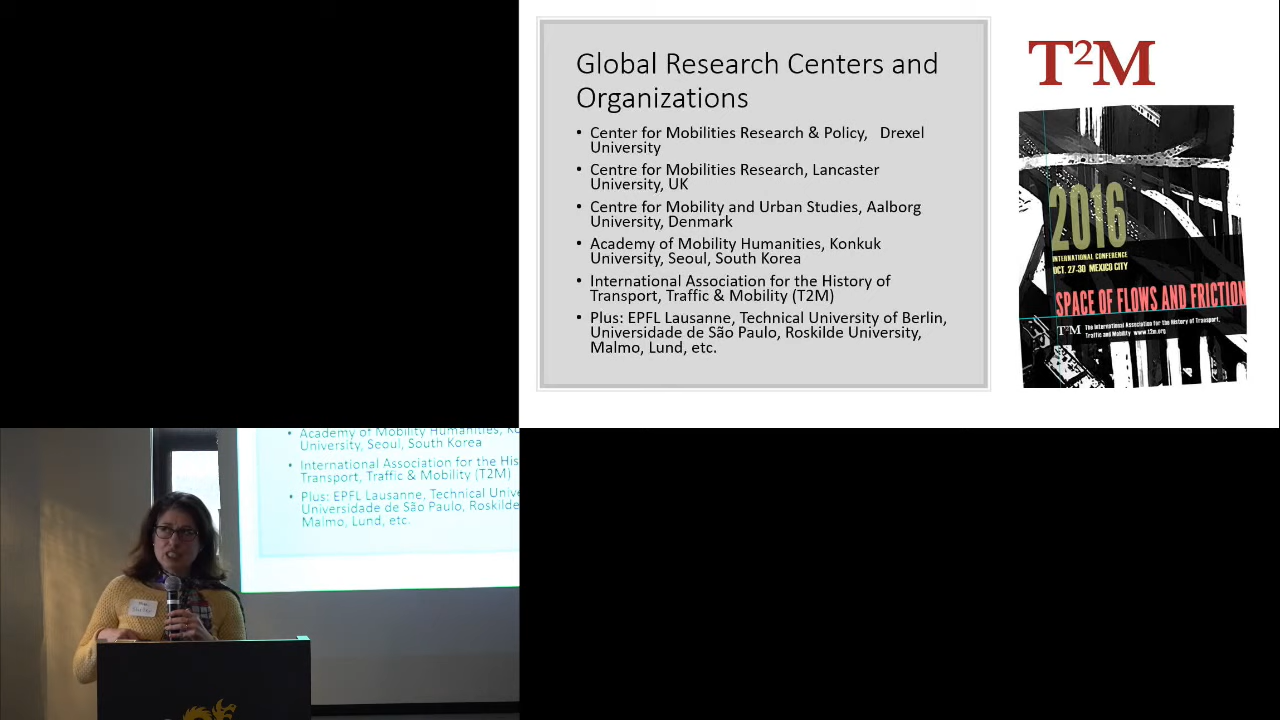 Global Research Centers and
Organizations
• Center for Mobilities Research & Policy, Drexel
University
• Centre for Mobilities Research, Lancaster
University, UK
• Centre for Mobility and Urban Studies, Aalborg
University, Denmark
• Academy of Mobility Humanities, Konkuk
University, Seoul, South Korea
• International Association for the History of
Transport, Traffic & Mobility (T2M)
• Plus: EPFL Lausanne, Technical University of Berlin,
Universidade de São Paulo, Roskilde University,
Malmo, Lund, etc.
T²M
2016
INTERNATIONAL CONFERENCE
OCT. 27-30 MEXICO CITY
SPACE OF FLOWS AND FRICTION
T²M The International Association for the History of Transport,
Traffic and Mobility www.t2m.org
• Academy of Mobility Humanities,
University, Seoul, South Korea
• International Association for the His
Transport, Traffic & Mobility (T2M)
• Plus: EPFL Lausanne, Technical Unive
Universidade de São Paulo, Roskilde
Malmo, Lund, etc.